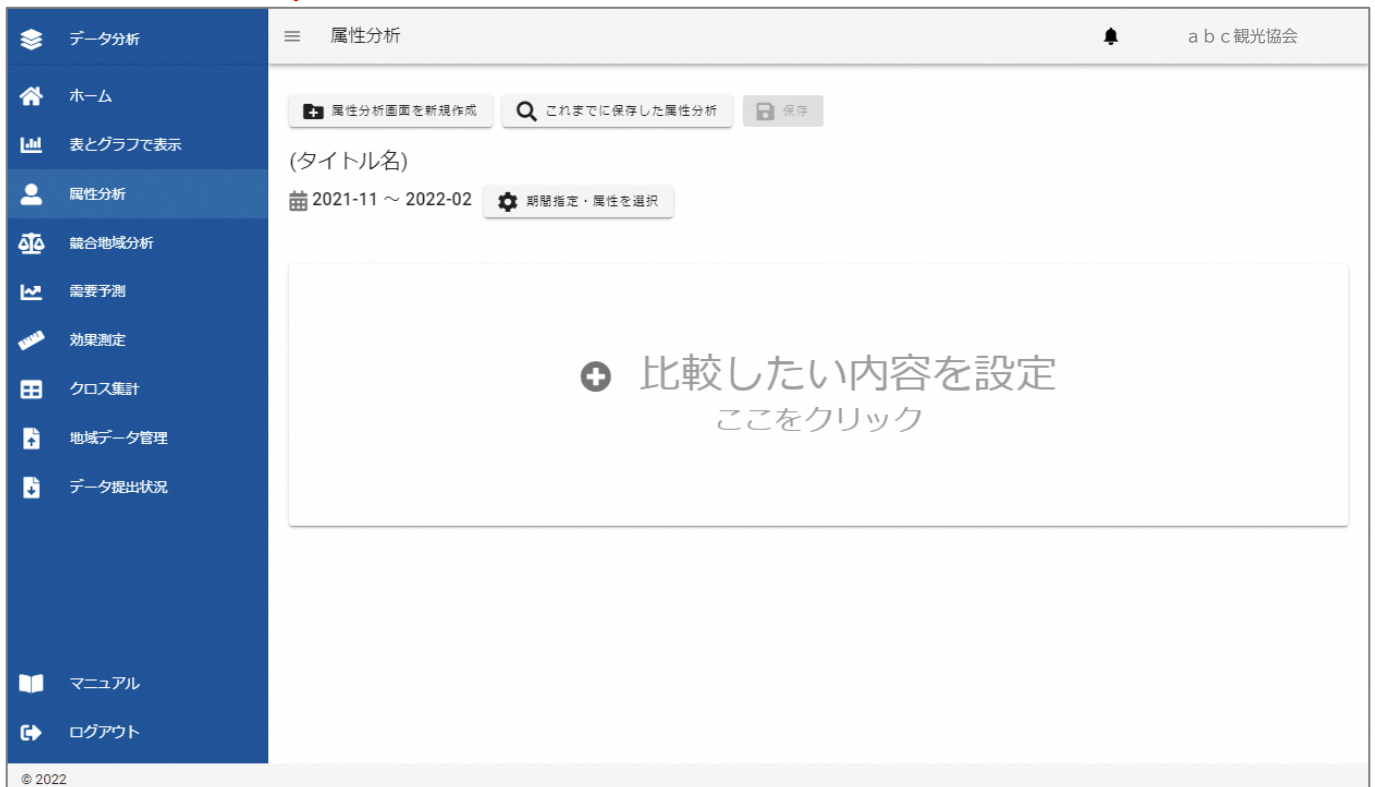 データ分析
ホーム
表とグラフで表示
属性分析
競合地域分析
需要予測
効果測定
クロス集計
地域データ管理
データ提出状況
マニュアル
ログアウト
属性分析
ａｂｃ観光協会
属性分析画面を新規作成
これまでに保存した属性分析
保存
(タイトル名)
2021-11 ～ 2022-02
期間指定・属性を選択
比較したい内容を設定
ここをクリック
© 2022